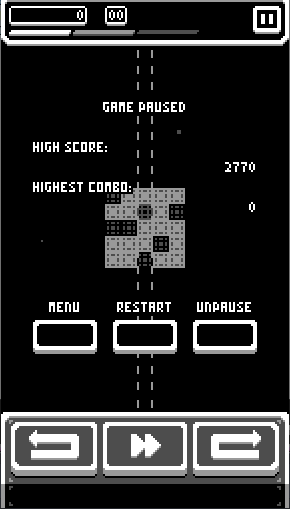 0 00
GAME PAUSED
HIGH SCORE:
2770
HIGHEST COMBO:
0
MENU RESTART UNPAUSE